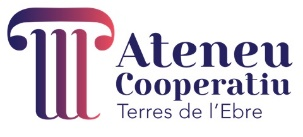 Ateneu
Cooperatiu
Terres de l'Ebre